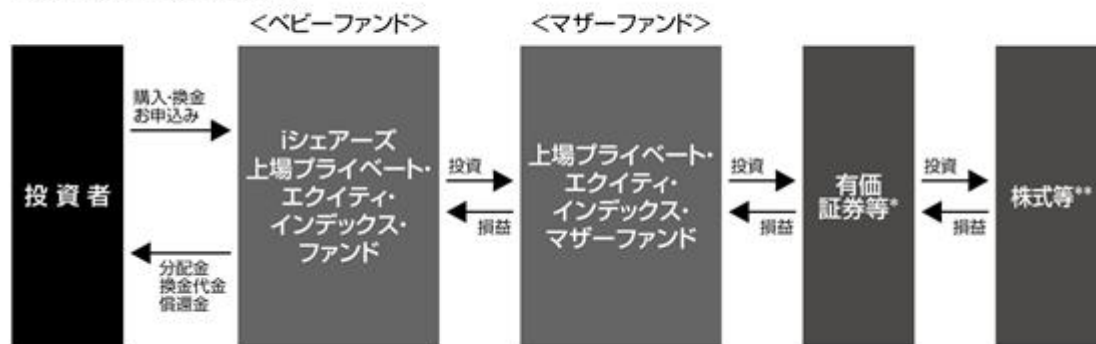 <ベビーファンド>
<マザーファンド>
投資者
購入・換金
お申込み
分配金
換金代金
償還金
iシェアーズ
上場プライベート・
エクイティ・
インデックス・
ファンド
投資
損益
上場プライベート・
エクイティ・
インデックス・
マザーファンド
投資
損益
有価
証券等*
投資
損益
株式等**